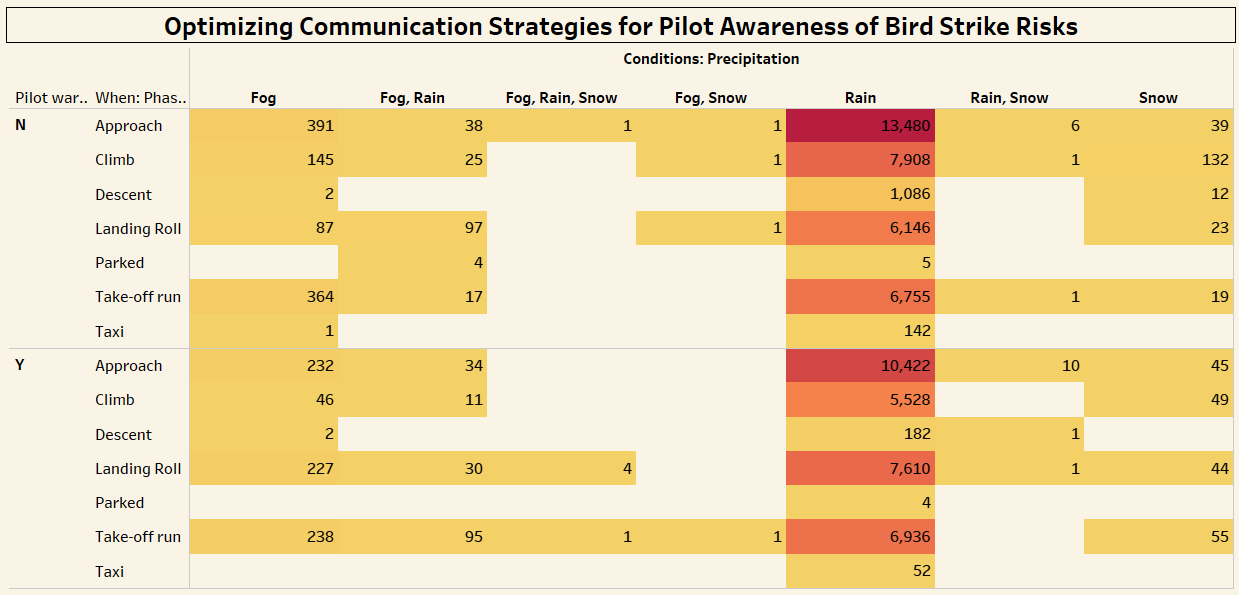 Optimizing Communication Strategies for Pilot Awareness of Bird Strike Risks
Conditions: Precipitation
Pilot war.. When: Phas.. Fog Fog, Rain Fog, Rain, Snow Fog, Snow Rain Rain, Snow Snow
N Approach 391 38 1 1 13,480 6 39
Climb 145 25 1 7,908 1 132
Descent 2 1,086 12
Landing Roll 87 97 1 6,146 23
Parked 4 5
Take-off run 364 17 6,755 1 19
Taxi 1 142
Y Approach 232 34 10,422 10 45
Climb 46 11 5,528 49
Descent 2 182 1
Landing Roll 227 30 4 7,610 1 44
Parked 4
Take-off run 238 95 1 1 6,936 55
Taxi 52